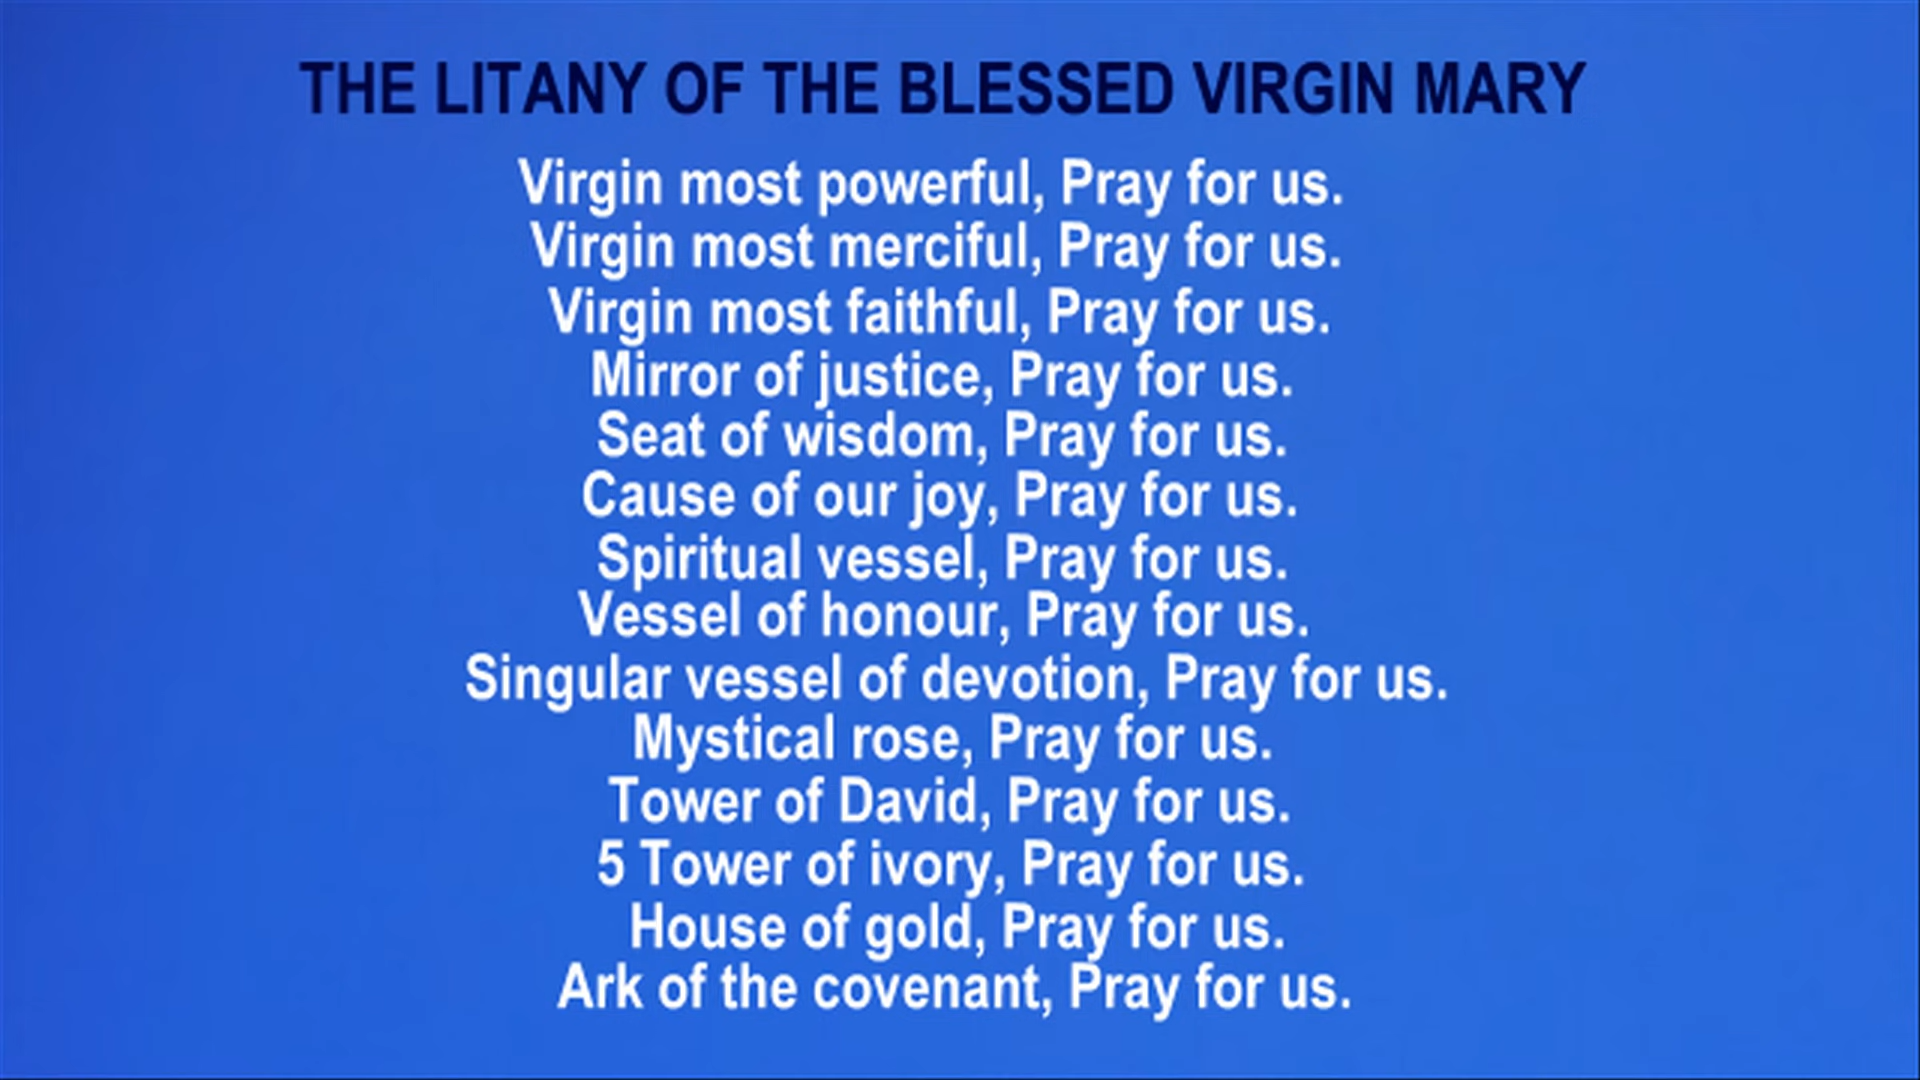 THE LITANY OF THE BLESSED VIRGIN MARY
Virgin most powerful, Pray for us.
Virgin most merciful, Pray for us.
Virgin most faithful, Pray for us.
Mirror of justice, Pray for us.
Seat of wisdom, Pray for us.
Cause of our joy, Pray for us.
Spiritual vessel, Pray for us.
Vessel of honour, Pray for us.
Singular vessel of devotion, Pray for us.
Mystical rose, Pray for us.
Tower of David, Pray for us.
5 Tower of ivory, Pray for us.
House of gold, Pray for us.
Ark of the covenant, Pray for us.